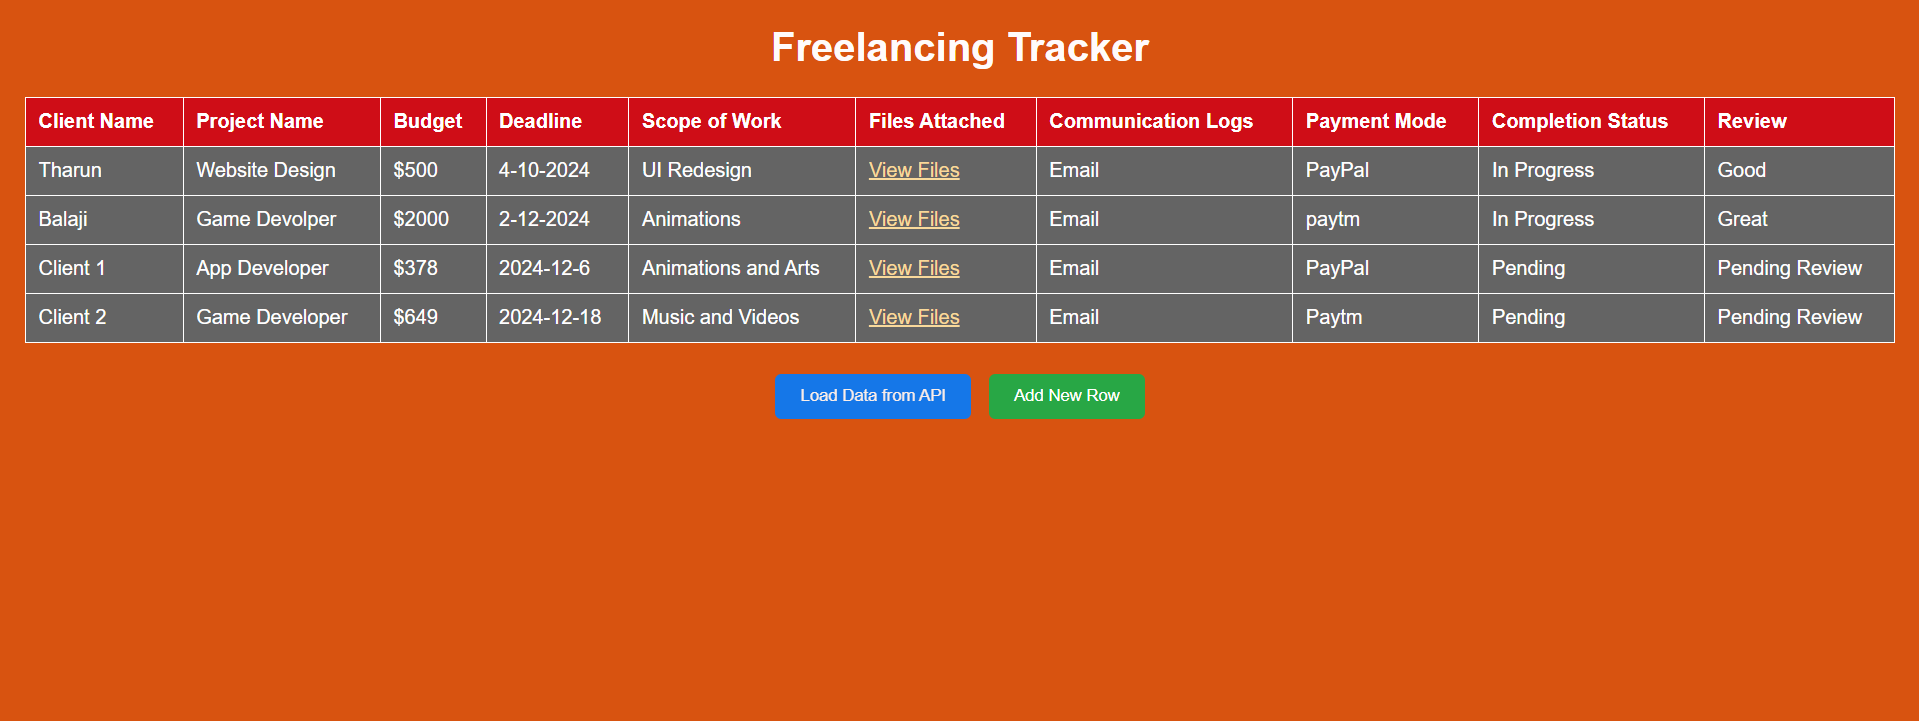 Freelancing Tracker
Client Name Project Name Budget Deadline Scope of Work Files Attached Communication Logs Payment Mode Completion Status Review
Tharun Website Design $500 4-10-2024 UI Redesign View Files Email PayPal In Progress Good
Balaji Game Devolper $2000 2-12-2024 Animations View Files Email paytm In Progress Great
Client 1 App Developer $378 2024-12-6 Animations and Arts View Files Email PayPal Pending Pending Review
Client 2 Game Developer $649 2024-12-18 Music and Videos View Files Email Paytm Pending Pending Review
Load Data from API Add New Row